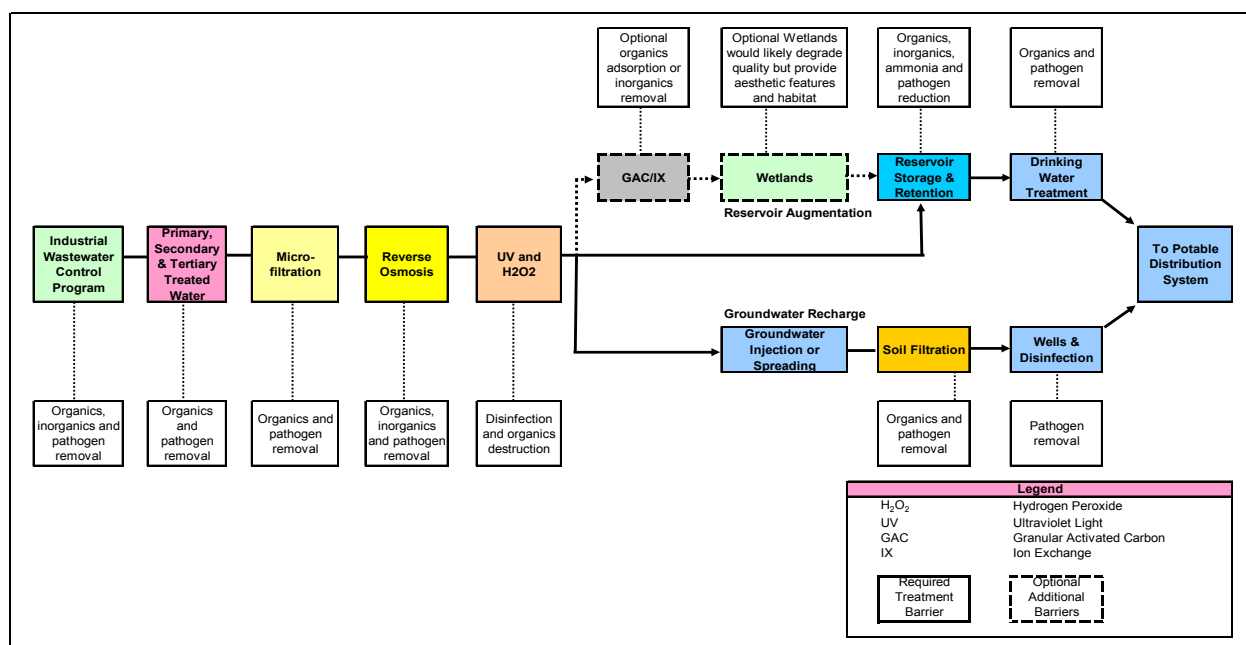 Optional
organics
adsorption or
inorganics
removal
Optional Wetlands
would likely degrade
quality but provide
aesthetic features
and habitat
Organics,
inorganics,
ammonia and
pathogen
reduction
Organics and
pathogen
removal
GAC/IX
Wetlands
Reservoir
Storage &
Retention
Drinking
Water
Treatment
Reservoir Augmentation
Industrial
Wastewater
Control
Program
Primary,
Secondary
& Tertiary
Treated
Water
Micro-
filtration
Reverse
Osmosis
UV and
H2O2
To Potable
Distribution
System
Groundwater Recharge
Groundwater
Injection or
Spreading
Soil Filtration
Wells &
Disinfection
Organics,
inorganics and
pathogen
removal
Organics
and
pathogen
removal
Organics and
pathogen
removal
Organics,
inorganics
and pathogen
removal
Disinfection
and organics
destruction
Organics and
pathogen
removal
Pathogen
removal
Legend
H₂O₂ Hydrogen Peroxide
UV Ultraviolet Light
GAC Granular Activated Carbon
IX Ion Exchange
Required
Treatment
Barrier
Optional
Additional
Barriers